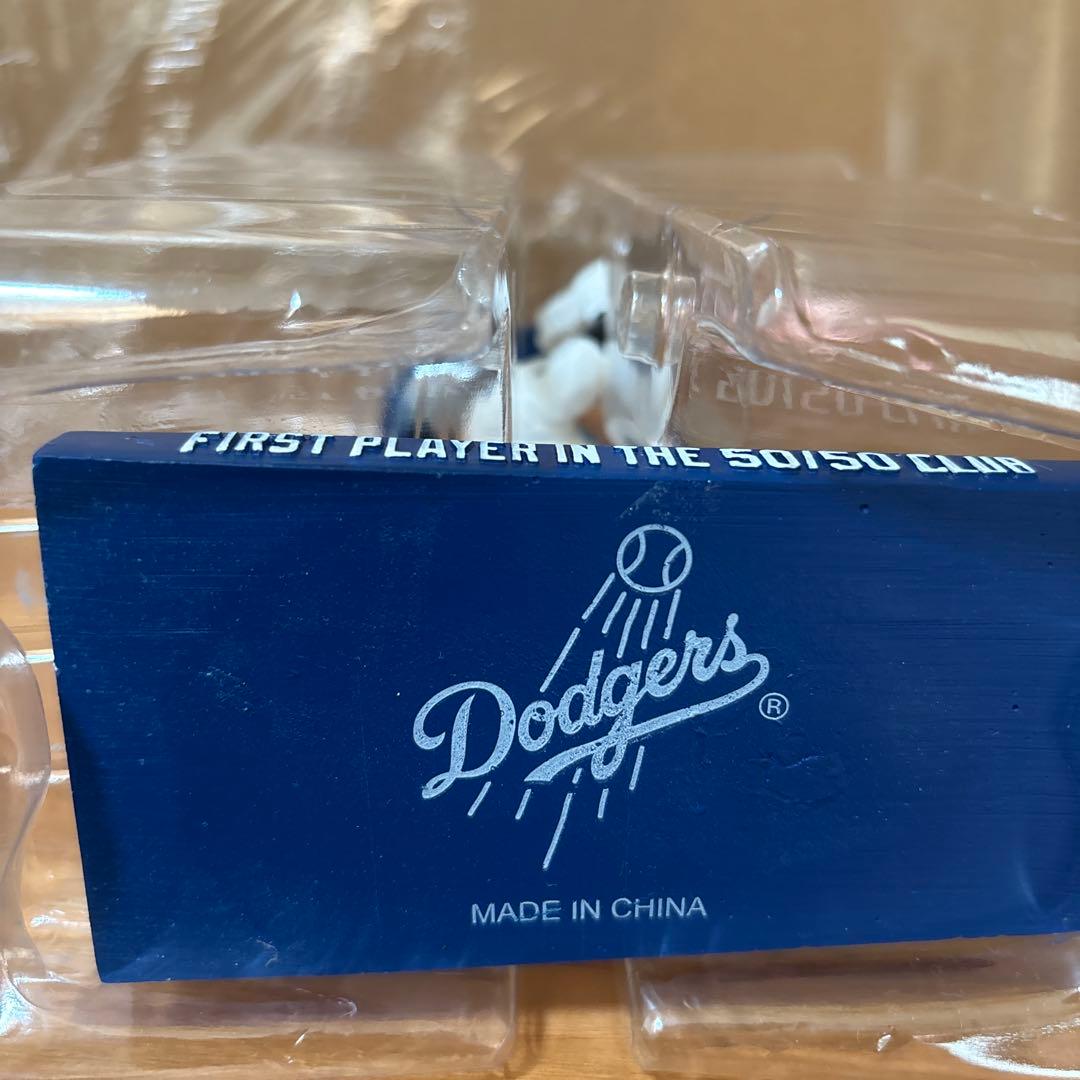 FIRST PLAYER IN THE 50/50 CLUB
Dodgers
®
MADE IN CHINA